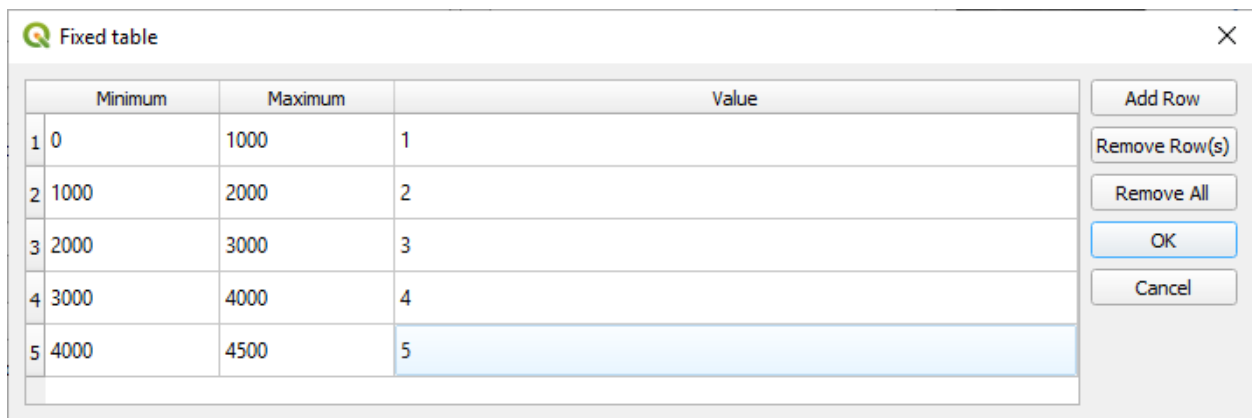 Fixed table
Minimum Maximum Value Add Row
1 0 1000 1 Remove Row(s)
2 1000 2000 2 Remove All
3 2000 3000 3 OK
4 3000 4000 4 Cancel
5 4000 4500 5